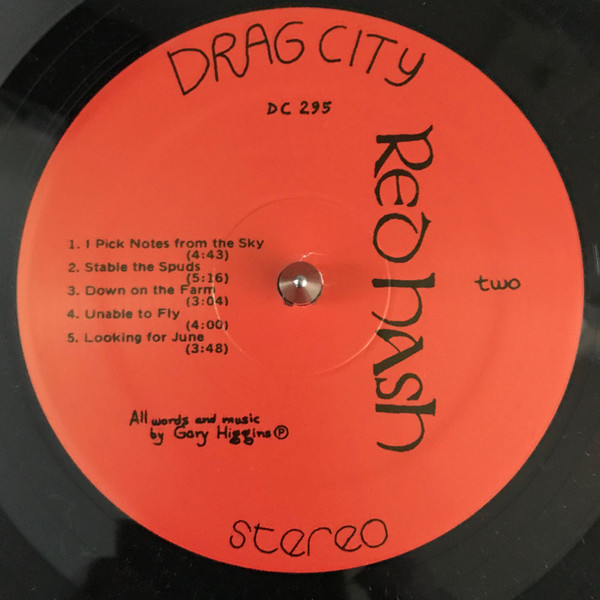 DRAG CITY
DC 295
Red hash
1. I Pick Notes from the Sky
(4:43)
2. Stable the Spuds
(5:16)
3. Down on the Farm
(3:04)
4. Unable to Fly
(4:00)
5. Looking for June
(3:48)
two
All words and music
by Gary Higgins ℗
stereo